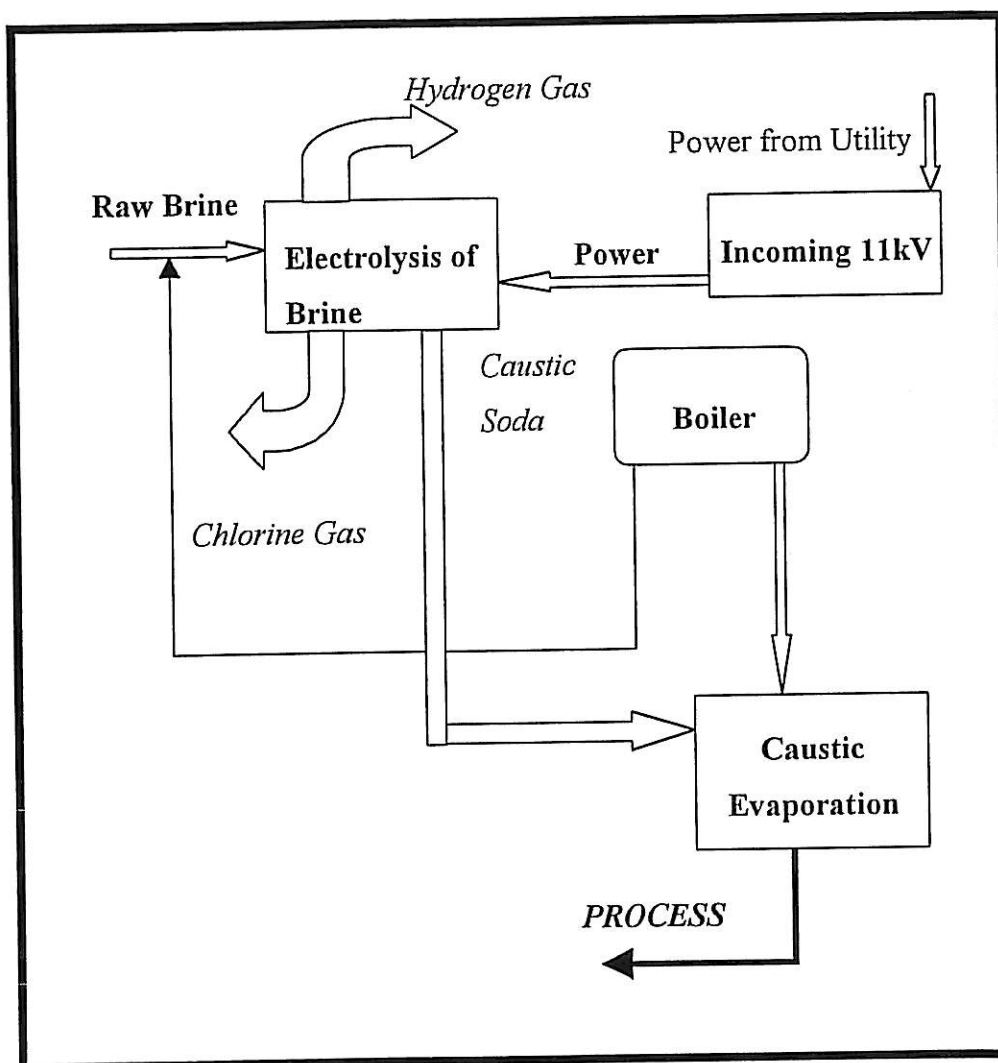 Hydrogen Gas
Power from Utility
Raw Brine
Electrolysis of
Brine
Power
Incoming 11kV
Caustic
Soda
Boiler
Chlorine Gas
Caustic
Evaporation
PROCESS